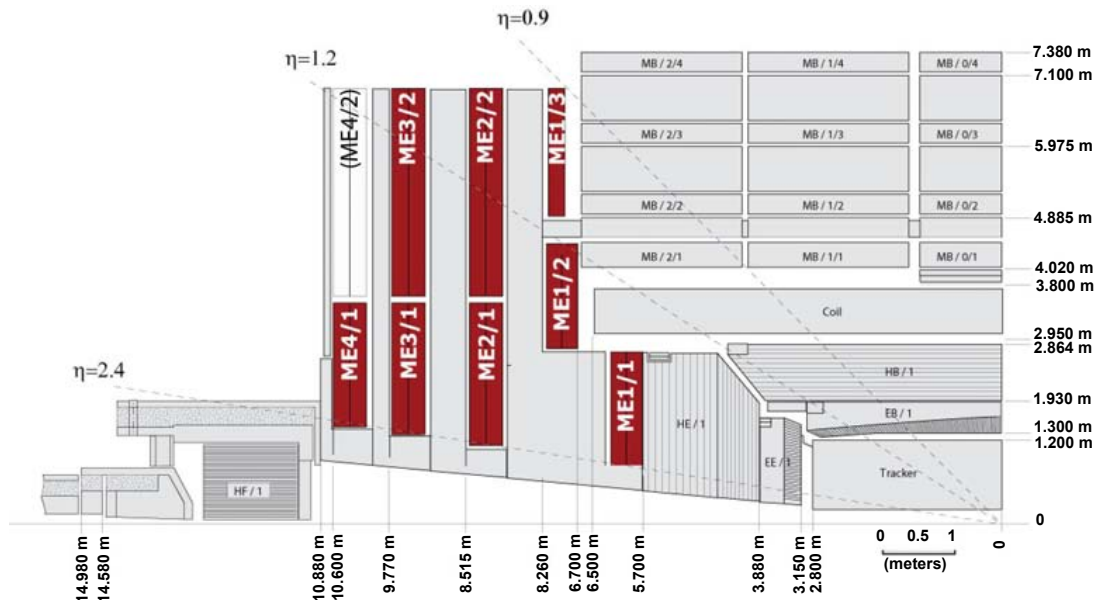 η=0.9
η=1.2
η=2.4
MB / 2/4
MB / 1/4
MB / 0/4
MB / 2/3
MB / 1/3
MB / 0/3
MB / 2/2
MB / 1/2
MB / 0/2
MB / 2/1
MB / 1/1
MB / 0/1
(ME4/2)
ME3/2
ME2/2
ME1/3
ME1/2
ME4/1
ME3/1
ME2/1
ME1/1
Coil
HB / 1
HE / 1
EB / 1
EE / 1
Tracker
HF / 1
7.380 m
7.100 m
5.975 m
4.885 m
4.020 m
3.800 m
2.950 m
2.864 m
1.930 m
1.300 m
1.200 m
0
0 0.5 1
(meters)
14.980 m
14.580 m
10.880 m
10.600 m
9.770 m
8.515 m
8.260 m
6.700 m
6.500 m
5.700 m
3.880 m
3.150 m
2.800 m
0